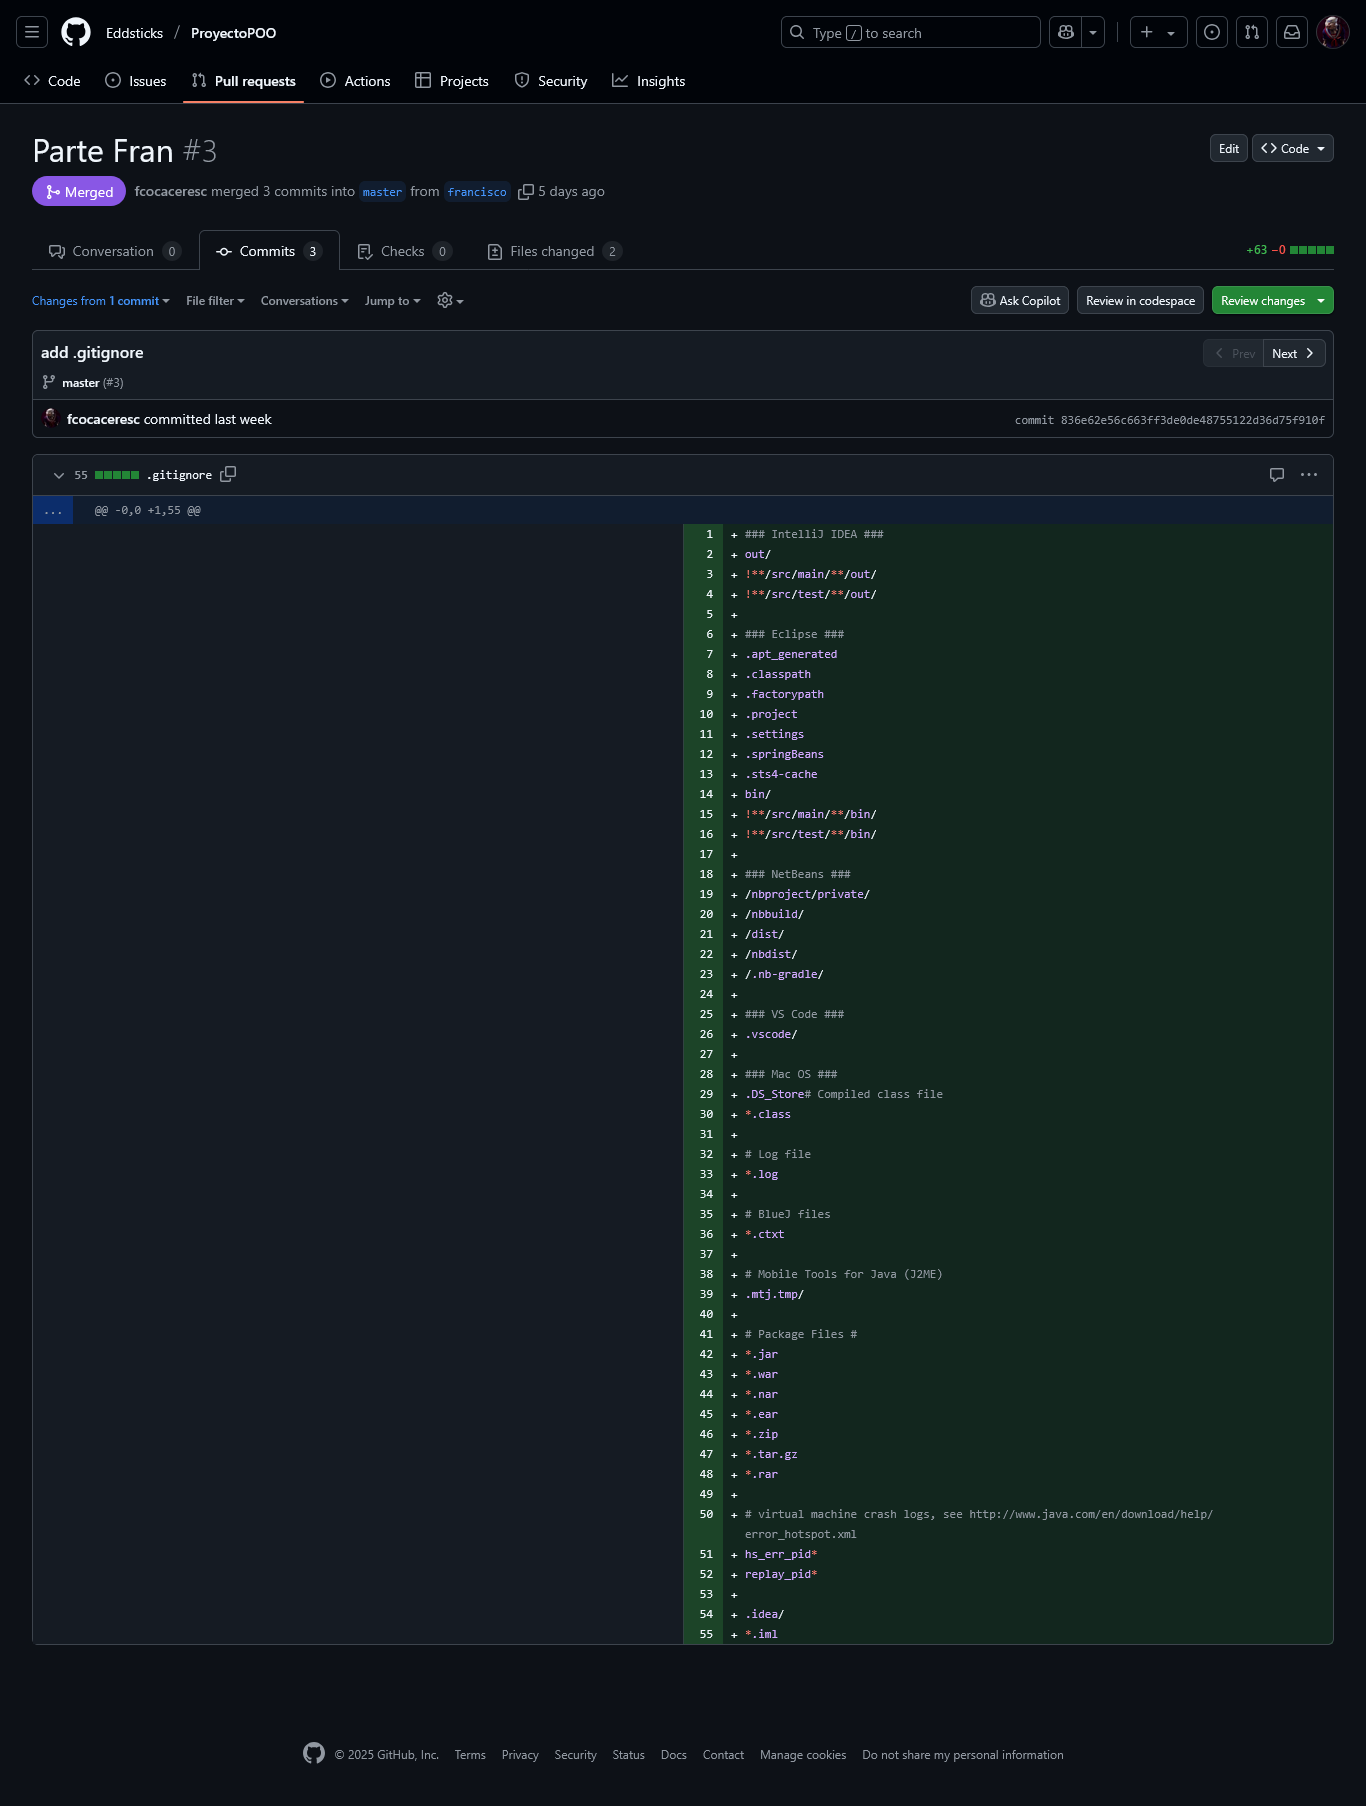 Eddsticks / ProyectoPOO
Type / to search
Code
Issues
Pull requests
Actions
Projects
Security
Insights
Parte Fran #3
Edit
<> Code
Merged
fcocaceresc merged 3 commits into master from francisco 5 days ago
Conversation 0
Commits 3
Checks 0
Files changed 2
+63 −0
Changes from 1 commit
File filter
Conversations
Jump to
Ask Copilot
Review in codespace
Review changes
add .gitignore
Prev
Next
master (#3)
fcocaceresc committed last week
commit 836e62e56c663ff3de0de48755122d36d75f910f
55 .gitignore
... @@ -0,0 +1,55 @@
1 + ### IntelliJ IDEA ###
2 + out/
3 + !**/src/main/**/out/
4 + !**/src/test/**/out/
5 +
6 + ### Eclipse ###
7 + .apt_generated
8 + .classpath
9 + .factorypath
10 + .project
11 + .settings
12 + .springBeans
13 + .sts4-cache
14 + bin/
15 + !**/src/main/**/bin/
16 + !**/src/test/**/bin/
17 +
18 + ### NetBeans ###
19 + /nbproject/private/
20 + /nbbuild/
21 + /dist/
22 + /nbdist/
23 + /.nb-gradle/
24 +
25 + ### VS Code ###
26 + .vscode/
27 +
28 + ### Mac OS ###
29 + .DS_Store# Compiled class file
30 + *.class
31 +
32 + # Log file
33 + *.log
34 +
35 + # BlueJ files
36 + *.ctxt
37 +
38 + # Mobile Tools for Java (J2ME)
39 + .mtj.tmp/
40 +
41 + # Package Files #
42 + *.jar
43 + *.war
44 + *.nar
45 + *.ear
46 + *.zip
47 + *.tar.gz
48 + *.rar
49 +
50 + # virtual machine crash logs, see http://www.java.com/en/download/help/
error_hotspot.xml
51 + hs_err_pid*
52 + replay_pid*
53 +
54 + .idea/
55 + *.iml
© 2025 GitHub, Inc.
Terms
Privacy
Security
Status
Docs
Contact
Manage cookies
Do not share my personal information